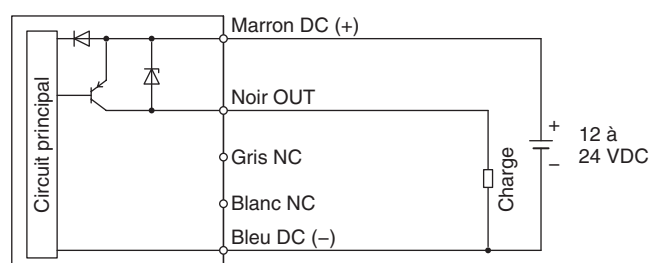 Marron DC (+)
Circuit principal
Noir OUT
Gris NC
Blanc NC
Bleu DC (−)
Charge
+
12 à
24 VDC
−